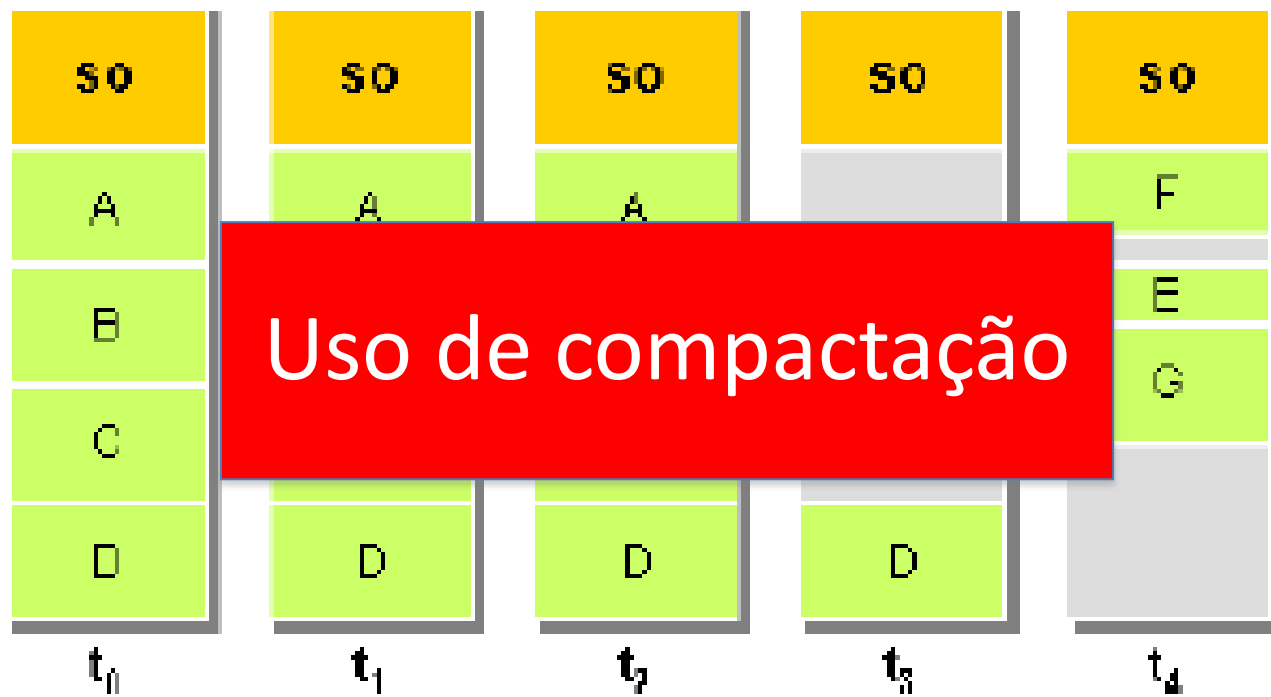 SO SO SO SO SO
A A A F
Uso de compactação
B E
C G
D D D D
t0 t1 t2 t3 t4